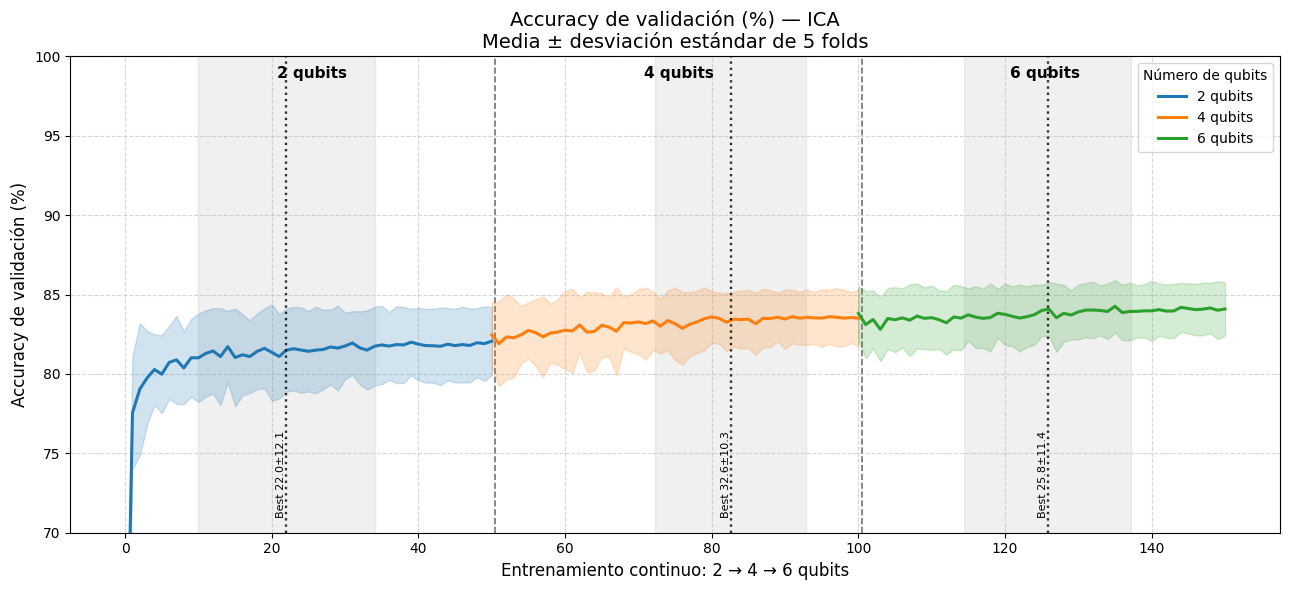 Accuracy de validación (%) — ICA
Media ± desviación estándar de 5 folds
Accuracy de validación (%)
100
95
90
85
80
75
70
2 qubits
4 qubits
6 qubits
Número de qubits
2 qubits
4 qubits
6 qubits
Best 22.0±12.1
Best 32.6±10.3
Best 25.8±11.4
0
20
40
60
80
100
120
140
Entrenamiento continuo: 2 → 4 → 6 qubits